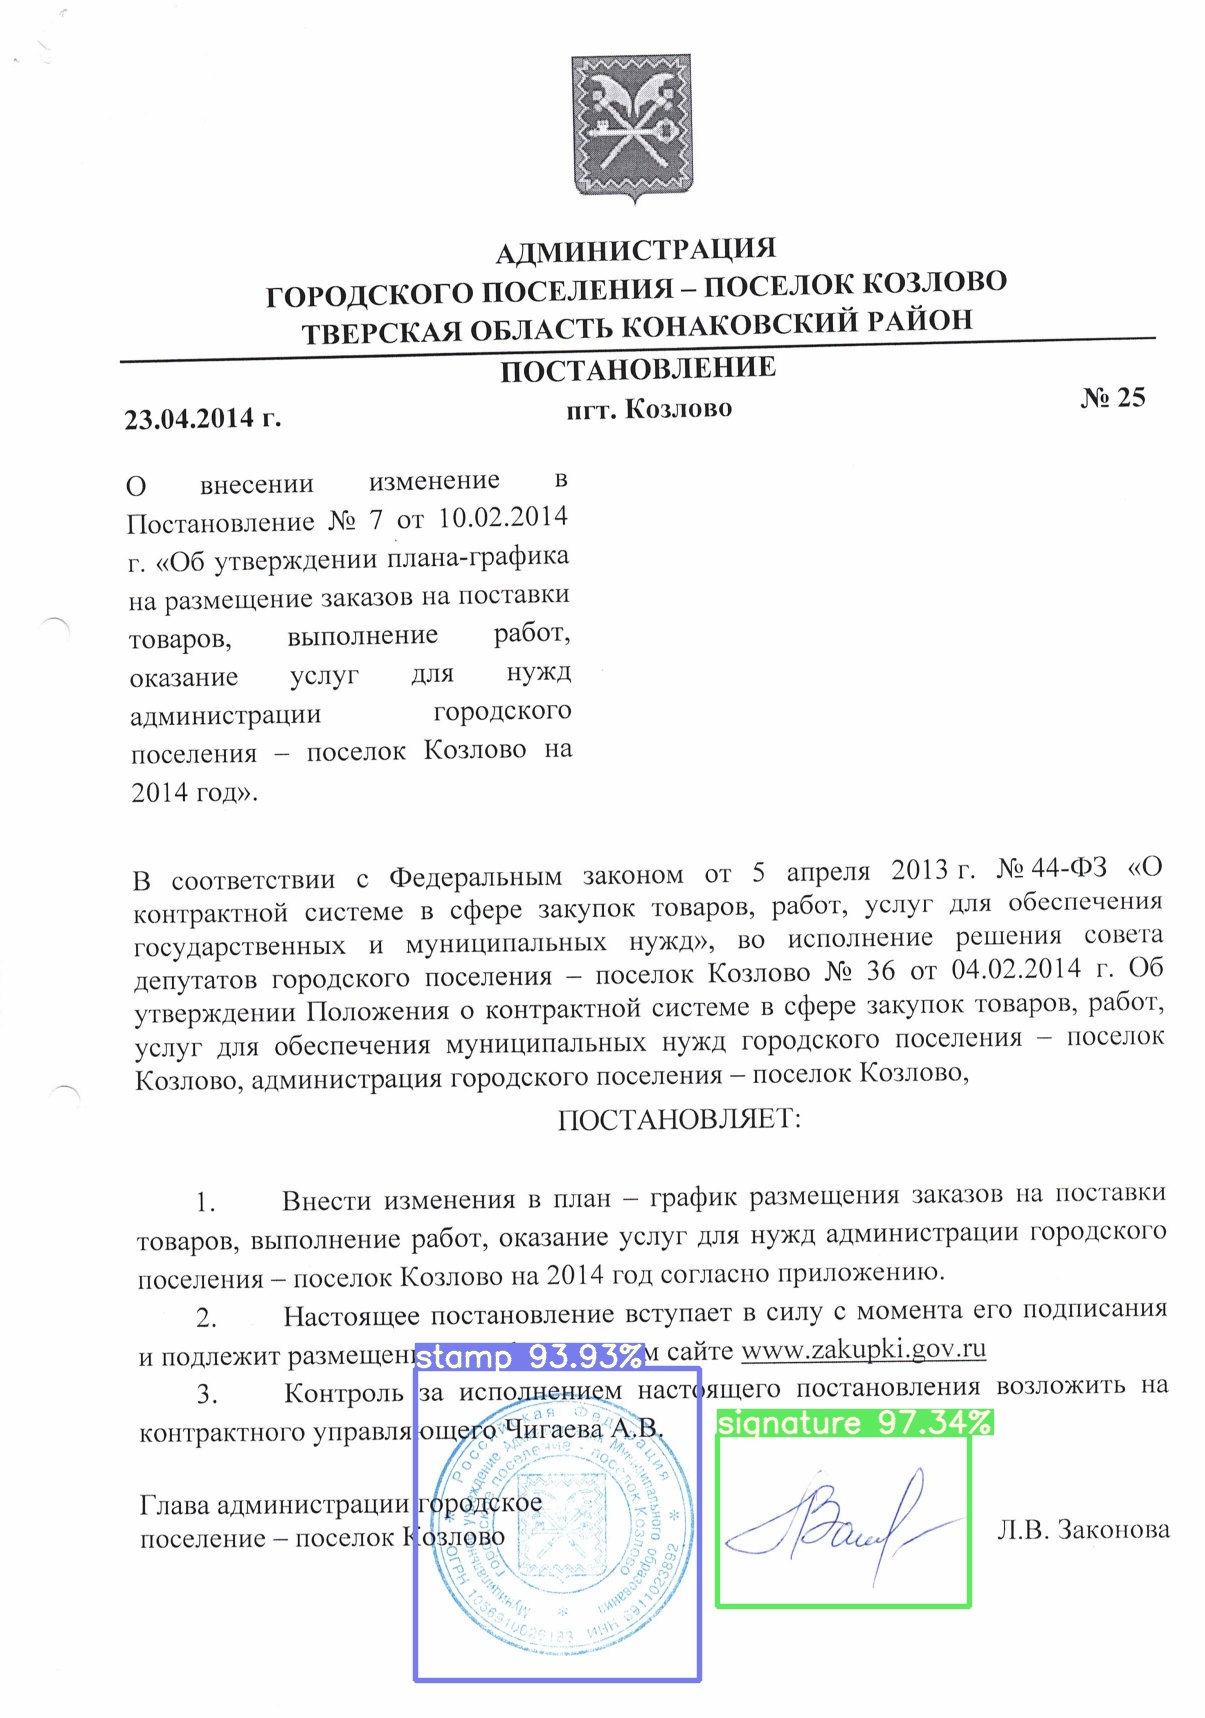 АДМИНИСТРАЦИЯ
ГОРОДСКОГО ПОСЕЛЕНИЯ – ПОСЕЛОК КОЗЛОВО
ТВЕРСКАЯ ОБЛАСТЬ КОНАКОВСКИЙ РАЙОН
ПОСТАНОВЛЕНИЕ
23.04.2014 г. пгт. Козлово № 25
О внесении изменение в
Постановление № 7 от 10.02.2014
г. «Об утверждении плана-графика
на размещение заказов на поставки
товаров, выполнение работ,
оказание услуг для нужд
администрации городского
поселения – поселок Козлово на
2014 год».
В соответствии с Федеральным законом от 5 апреля 2013 г. № 44-ФЗ «О
контрактной системе в сфере закупок товаров, работ, услуг для обеспечения
государственных и муниципальных нужд», во исполнение решения совета
депутатов городского поселения – поселок Козлово № 36 от 04.02.2014 г. Об
утверждении Положения о контрактной системе в сфере закупок товаров, работ,
услуг для обеспечения муниципальных нужд городского поселения – поселок
Козлово, администрация городского поселения – поселок Козлово,
ПОСТАНОВЛЯЕТ:
1. Внести изменения в план – график размещения заказов на поставки
товаров, выполнение работ, оказание услуг для нужд администрации городского
поселения – поселок Козлово на 2014 год согласно приложению.
2. Настоящее постановление вступает в силу с момента его подписания
и подлежит сайте www.zakupki.gov.ru
stamp 93.93%
3. Контроль за исполнением настоящего постановления возложить на
контрактного управляющего Чигаева А.В.
signature 97.34%
Глава администрации городское
поселение – поселок Козлово Л.В. Законова
Российская Федерация
Муниципальное учреждение Муниципального образования
городское поселение - поселок Козлово
ОГРН ИНН 6911023892